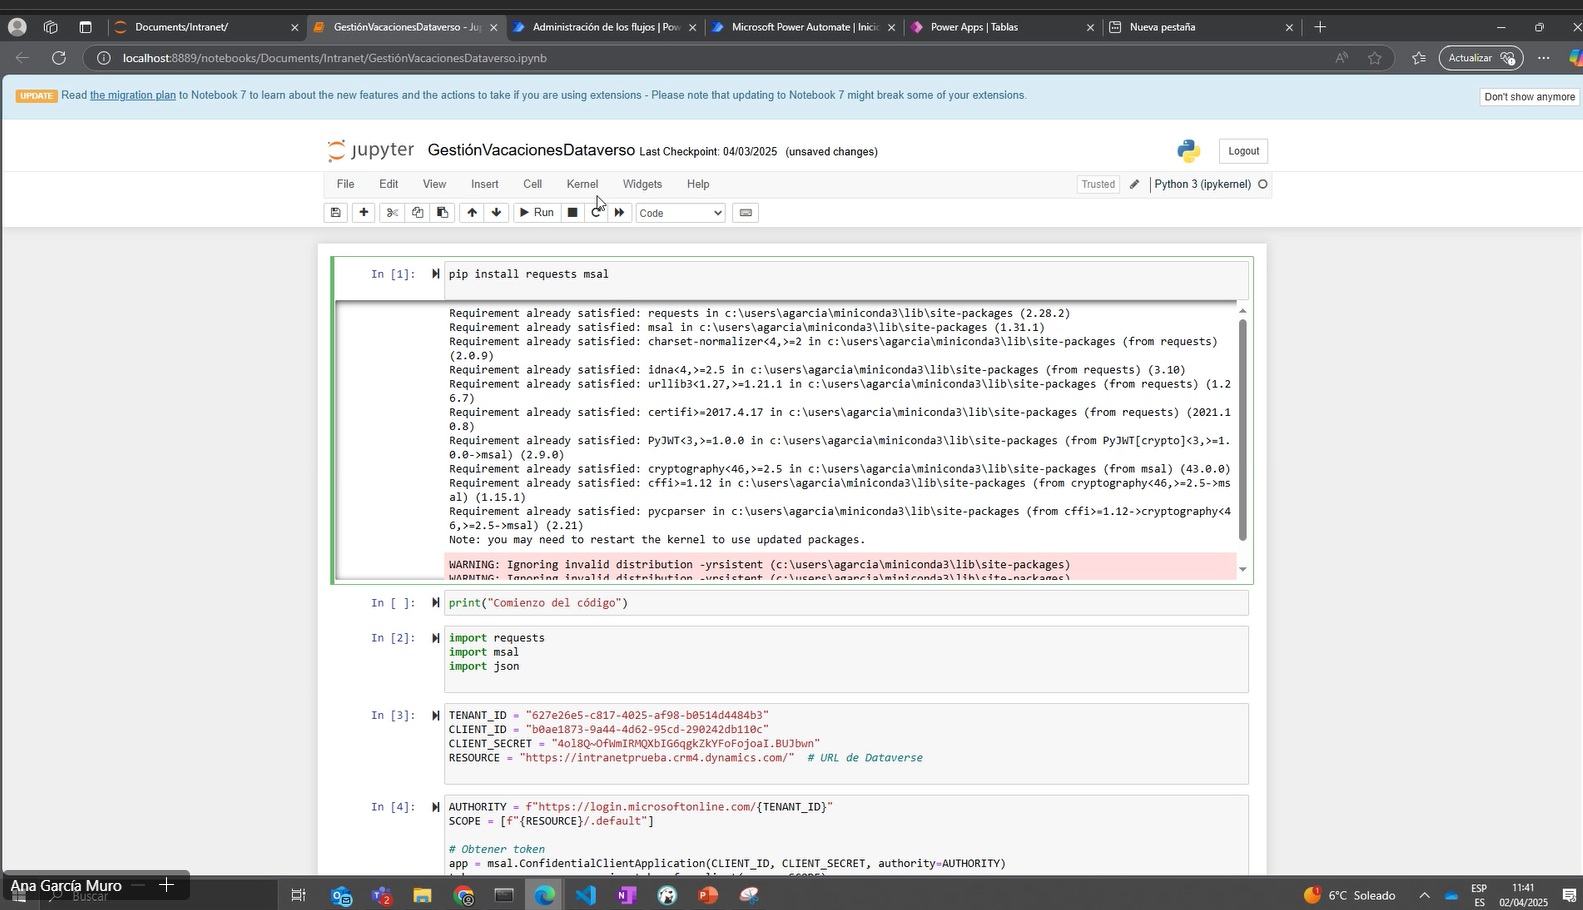 Documents/Intranet/
GestiónVacacionesDataverso - Ju
Administración de los flujos | Pow
Microsoft Power Automate | Inici
Power Apps | Tablas
Nueva pestaña
localhost:8889/notebooks/Documents/Intranet/GestiónVacacionesDataverso.ipynb
Actualizar
UPDATE Read the migration plan to Notebook 7 to learn about the new features and the actions to take if you are using extensions - Please note that updating to Notebook 7 might break some of your extensions.
Don't show anymore
jupyter GestiónVacacionesDataverso Last Checkpoint: 04/03/2025 (unsaved changes)
Logout
File Edit View Insert Cell Kernel Widgets Help
Trusted Python 3 (ipykernel)
Run Code
In [1]: pip install requests msal
Requirement already satisfied: requests in c:\users\agarcia\miniconda3\lib\site-packages (2.28.2)
Requirement already satisfied: msal in c:\users\agarcia\miniconda3\lib\site-packages (1.31.1)
Requirement already satisfied: charset-normalizer<4,>=2 in c:\users\agarcia\miniconda3\lib\site-packages (from requests)
(2.0.9)
Requirement already satisfied: idna<4,>=2.5 in c:\users\agarcia\miniconda3\lib\site-packages (from requests) (3.10)
Requirement already satisfied: urllib3<1.27,>=1.21.1 in c:\users\agarcia\miniconda3\lib\site-packages (from requests) (1.2
6.7)
Requirement already satisfied: certifi>=2017.4.17 in c:\users\agarcia\miniconda3\lib\site-packages (from requests) (2021.1
0.8)
Requirement already satisfied: PyJWT<3,>=1.0.0 in c:\users\agarcia\miniconda3\lib\site-packages (from PyJWT[crypto]<3,>=1.
0.0->msal) (2.9.0)
Requirement already satisfied: cryptography<46,>=2.5 in c:\users\agarcia\miniconda3\lib\site-packages (from msal) (43.0.0)
Requirement already satisfied: cffi>=1.12 in c:\users\agarcia\miniconda3\lib\site-packages (from cryptography<46,>=2.5->ms
al) (1.15.1)
Requirement already satisfied: pycparser in c:\users\agarcia\miniconda3\lib\site-packages (from cffi>=1.12->cryptography<4
6,>=2.5->msal) (2.21)
Note: you may need to restart the kernel to use updated packages.
WARNING: Ignoring invalid distribution -yrsistent (c:\users\agarcia\miniconda3\lib\site-packages)
WARNING: Ignoring invalid distribution -yrsistent (c:\users\agarcia\miniconda3\lib\site-packages)
In [ ]: print("Comienzo del código")
In [2]: import requests
import msal
import json
In [3]: TENANT_ID = "627e26e5-c817-4025-af98-b0514d4484b3"
CLIENT_ID = "b0ae1873-9a44-4d62-95cd-290242db110c"
CLIENT_SECRET = "4ol8Q~OfWmIRMQXbIG6qgkZkYFoFojoaI.BUJbwn"
RESOURCE = "https://intranetprueba.crm4.dynamics.com/" # URL de Dataverse
In [4]: AUTHORITY = f"https://login.microsoftonline.com/{TENANT_ID}"
SCOPE = [f"{RESOURCE}/.default"]
# Obtener token
app = msal.ConfidentialClientApplication(CLIENT_ID, CLIENT_SECRET, authority=AUTHORITY)
Ana García Muro
Buscar
2
6°C Soleado
ESP
ES
11:41
02/04/2025